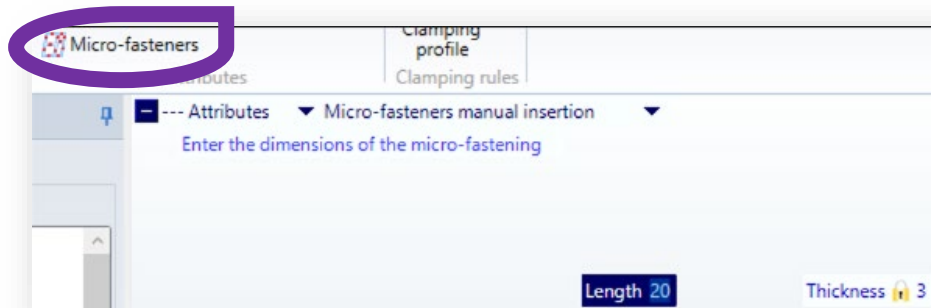 Micro-fasteners
Clamping
profile
Clamping rules
--- Attributes Micro-fasteners manual insertion
Enter the dimensions of the micro-fastening
Length 20 Thickness 3